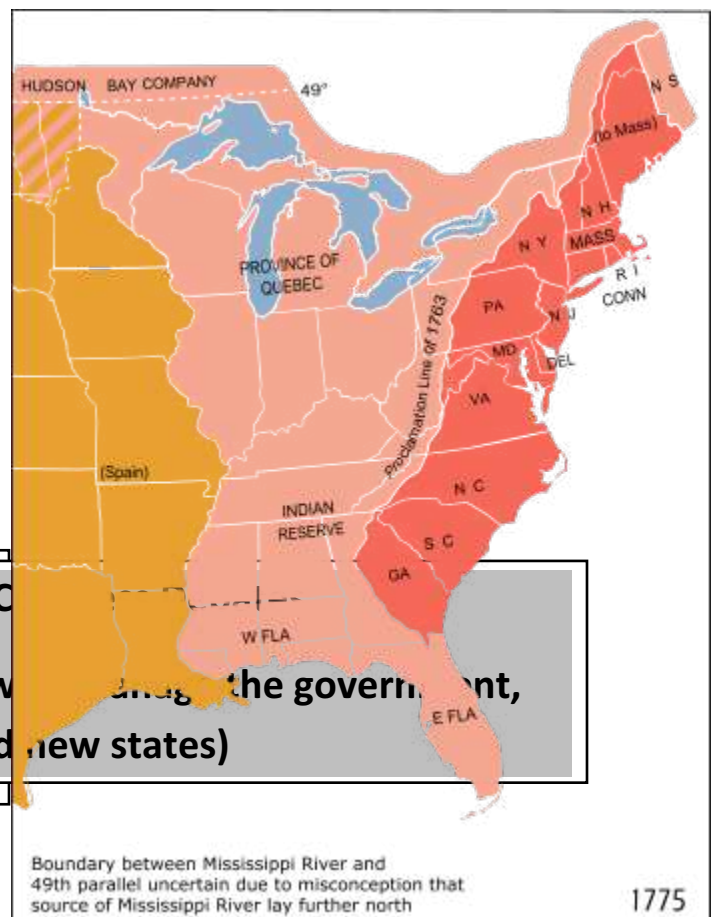 HUDSON BAY COMPANY
49°
N S
(to Mass)
N H
N Y
MASS
R I
CONN
PROVINCE OF
QUEBEC
PA
N J
Proclamation Line of 1763
MD
DEL
VA
(Spain)
N C
INDIAN
RESERVE
S C
GA
W FLA
the government,
new states)
E FLA
Boundary between Mississippi River and
49th parallel uncertain due to misconception that
source of Mississippi River lay further north
1775